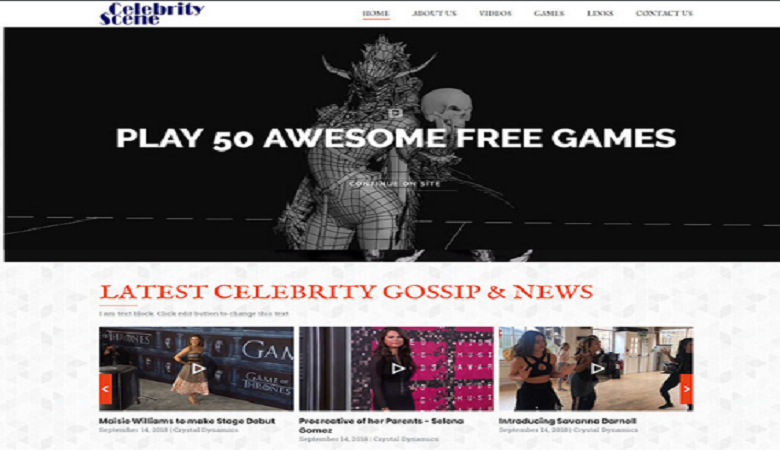 Celebrity
Scene
HOME
ABOUT US
VIDEOS
GAMES
LINKS
CONTACT US
PLAY 50 AWESOME FREE GAMES
CONTINUE ON SITE
LATEST CELEBRITY GOSSIP & NEWS
I am text block. Click edit button to change this text
THRONES
GAM
GAME OF
THRONES
<
>
Maisie Williams to make Stage Debut
September 14, 2018 | Crystal Dynamics
Procreative of her Parents - Selena
Gomez
September 14, 2018 | Crystal Dynamics
Introducing Savanna Darnell
September 14, 2018 | Crystal Dynamics